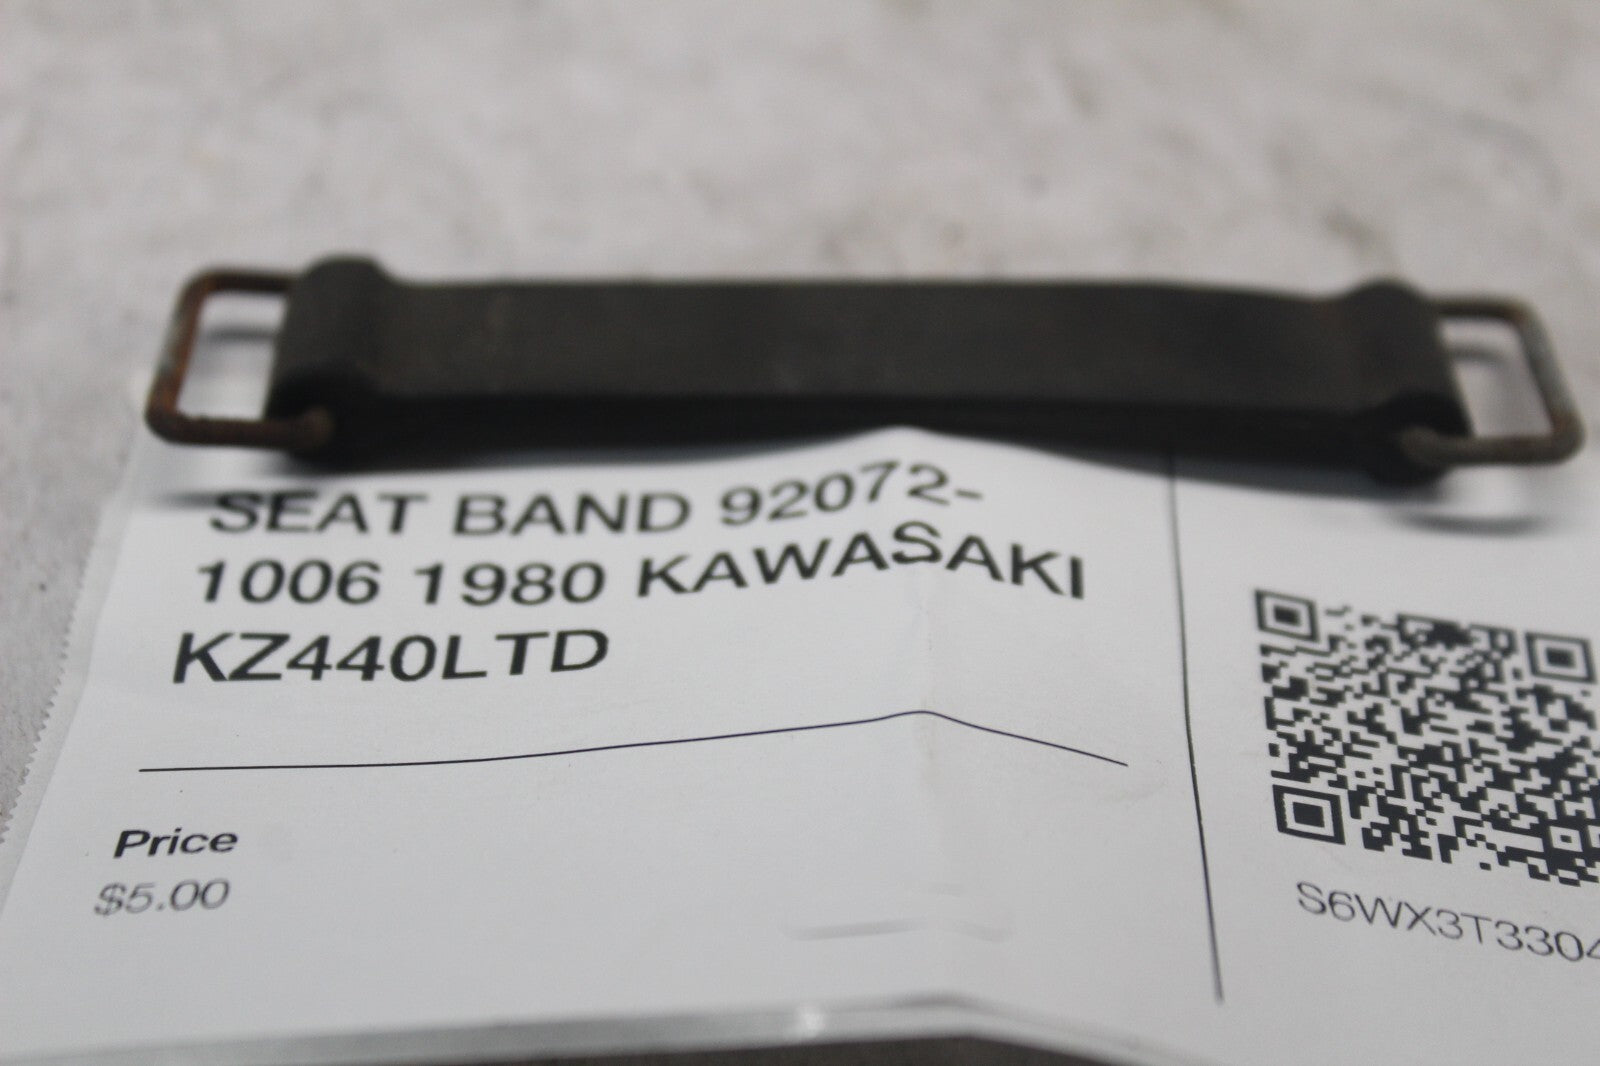 SEAT BAND 92072-
1006 1980 KAWASAKI
KZ440LTD
Price
$5.00
S6WX3T3304